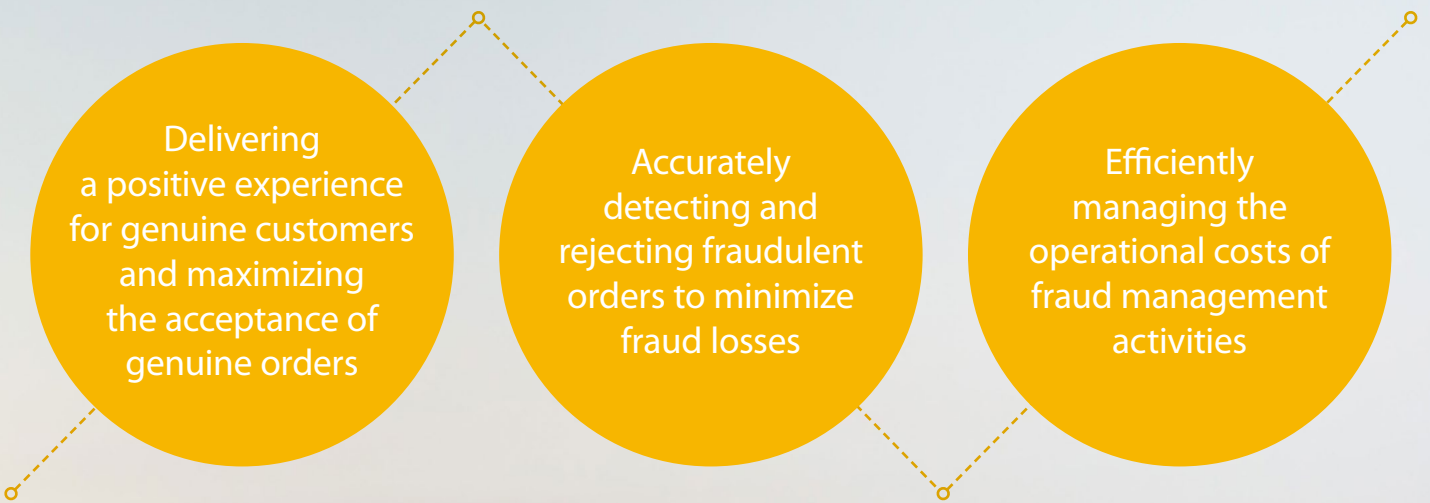 Delivering
a positive experience
for genuine customers
and maximizing
the acceptance of
genuine orders
Accurately
detecting and
rejecting fraudulent
orders to minimize
fraud losses
Efficiently
managing the
operational costs of
fraud management
activities